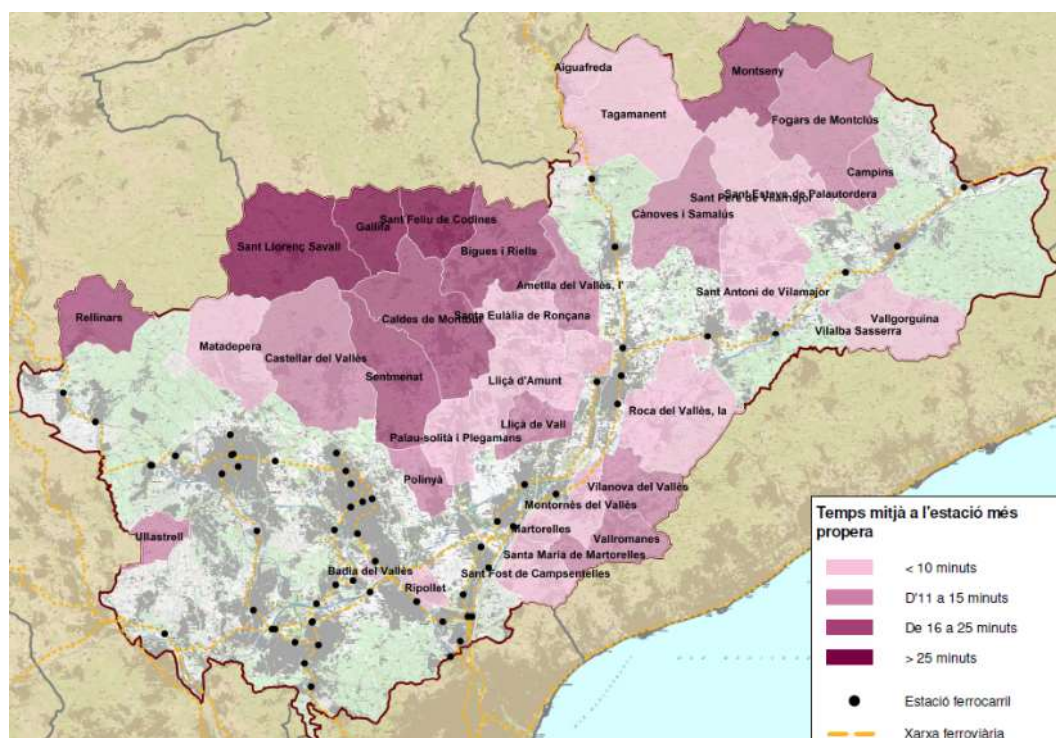 Aiguafreda
Montseny
Tagamanent
Fogars de Montclús
Campins
Sant Esteve de Palautordera
Sant Pere de Vilamajor
Cànoves i Samalús
Sant Feliu de Codines
Gallifa
Sant Llorenç Savall
Bigues i Riells
Ametlla del Vallès, l'
Sant Antoni de Vilamajor
Vallgorguina
Vilalba Sasserra
Rellinars
Caldes de Montbui
Santa Eulàlia de Ronçana
Matadepera
Castellar del Vallès
Sentmenat
Lliçà d'Amunt
Roca del Vallès, la
Lliçà de Vall
Palau-solità i Plegamans
Polinyà
Vilanova del Vallès
Montornès del Vallès
Martorelles
Vallromanes
Ullastrell
Santa Maria de Martorelles
Badia del Vallès
Sant Fost de Campsentelles
Ripollet
Temps mitjà a l'estació més
propera
< 10 minuts
D'11 a 15 minuts
De 16 a 25 minuts
> 25 minuts
Estació ferrocarril
Xarxa ferroviària